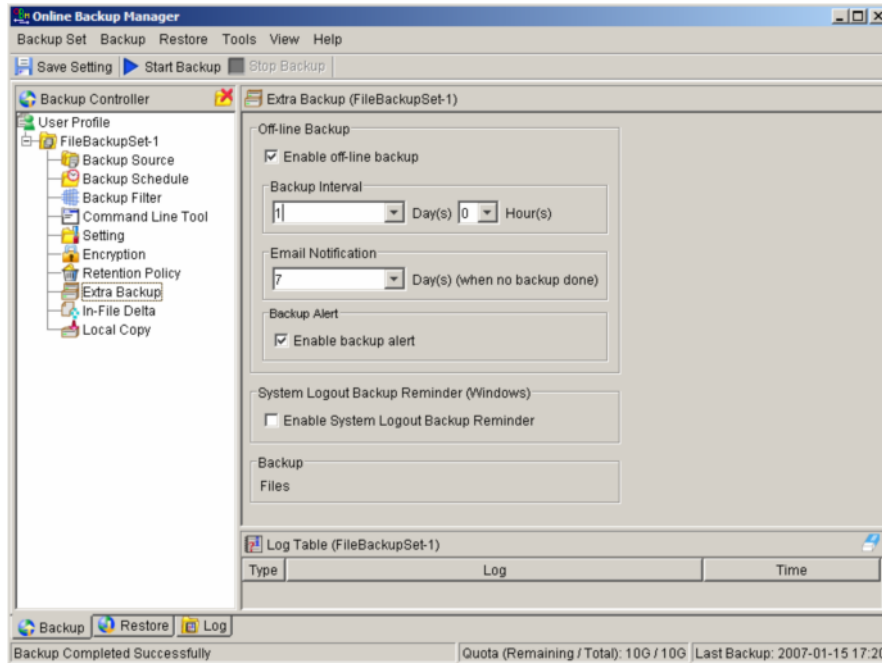 Online Backup Manager
Backup Set Backup Restore Tools View Help
Save Setting Start Backup Stop Backup
Backup Controller
User Profile
FileBackupSet-1
Backup Source
Backup Schedule
Backup Filter
Command Line Tool
Setting
Encryption
Retention Policy
Extra Backup
In-File Delta
Local Copy
Extra Backup (FileBackupSet-1)
Off-line Backup
Enable off-line backup
Backup Interval
1 Day(s) 0 Hour(s)
Email Notification
7 Day(s) (when no backup done)
Backup Alert
Enable backup alert
System Logout Backup Reminder (Windows)
Enable System Logout Backup Reminder
Backup
Files
Log Table (FileBackupSet-1)
Type Log Time
Backup Restore Log
Backup Completed Successfully Quota (Remaining / Total): 10G / 10G Last Backup: 2007-01-15 17:20